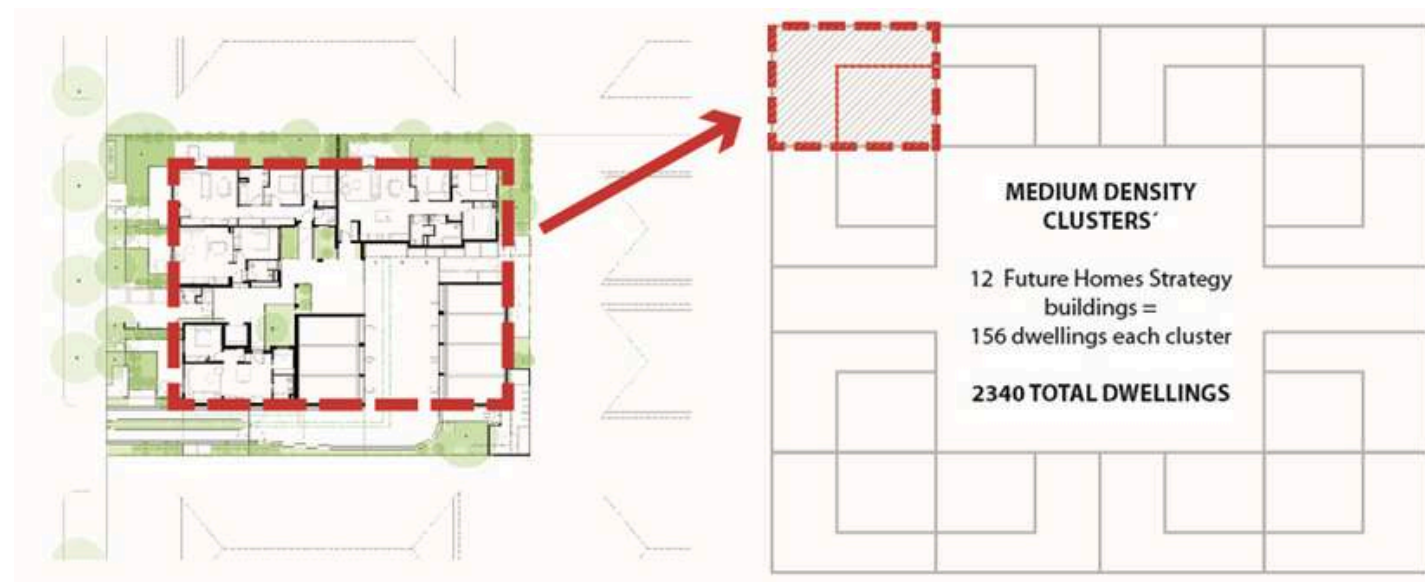 MEDIUM DENSITY
CLUSTERS´
12 Future Homes Strategy
buildings =
156 dwellings each cluster
2340 TOTAL DWELLINGS